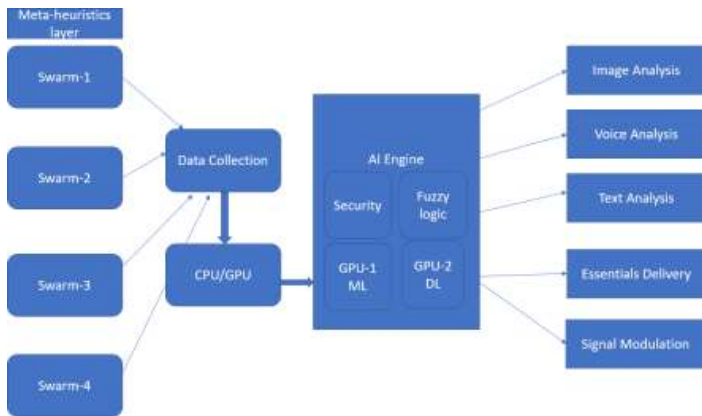 Meta-heuristics
layer
Swarm-1
Swarm-2
Swarm-3
Swarm-4
Data Collection
CPU/GPU
AI Engine
Security
Fuzzy
logic
GPU-1
ML
GPU-2
DL
Image Analysis
Voice Analysis
Text Analysis
Essentials Delivery
Signal Modulation